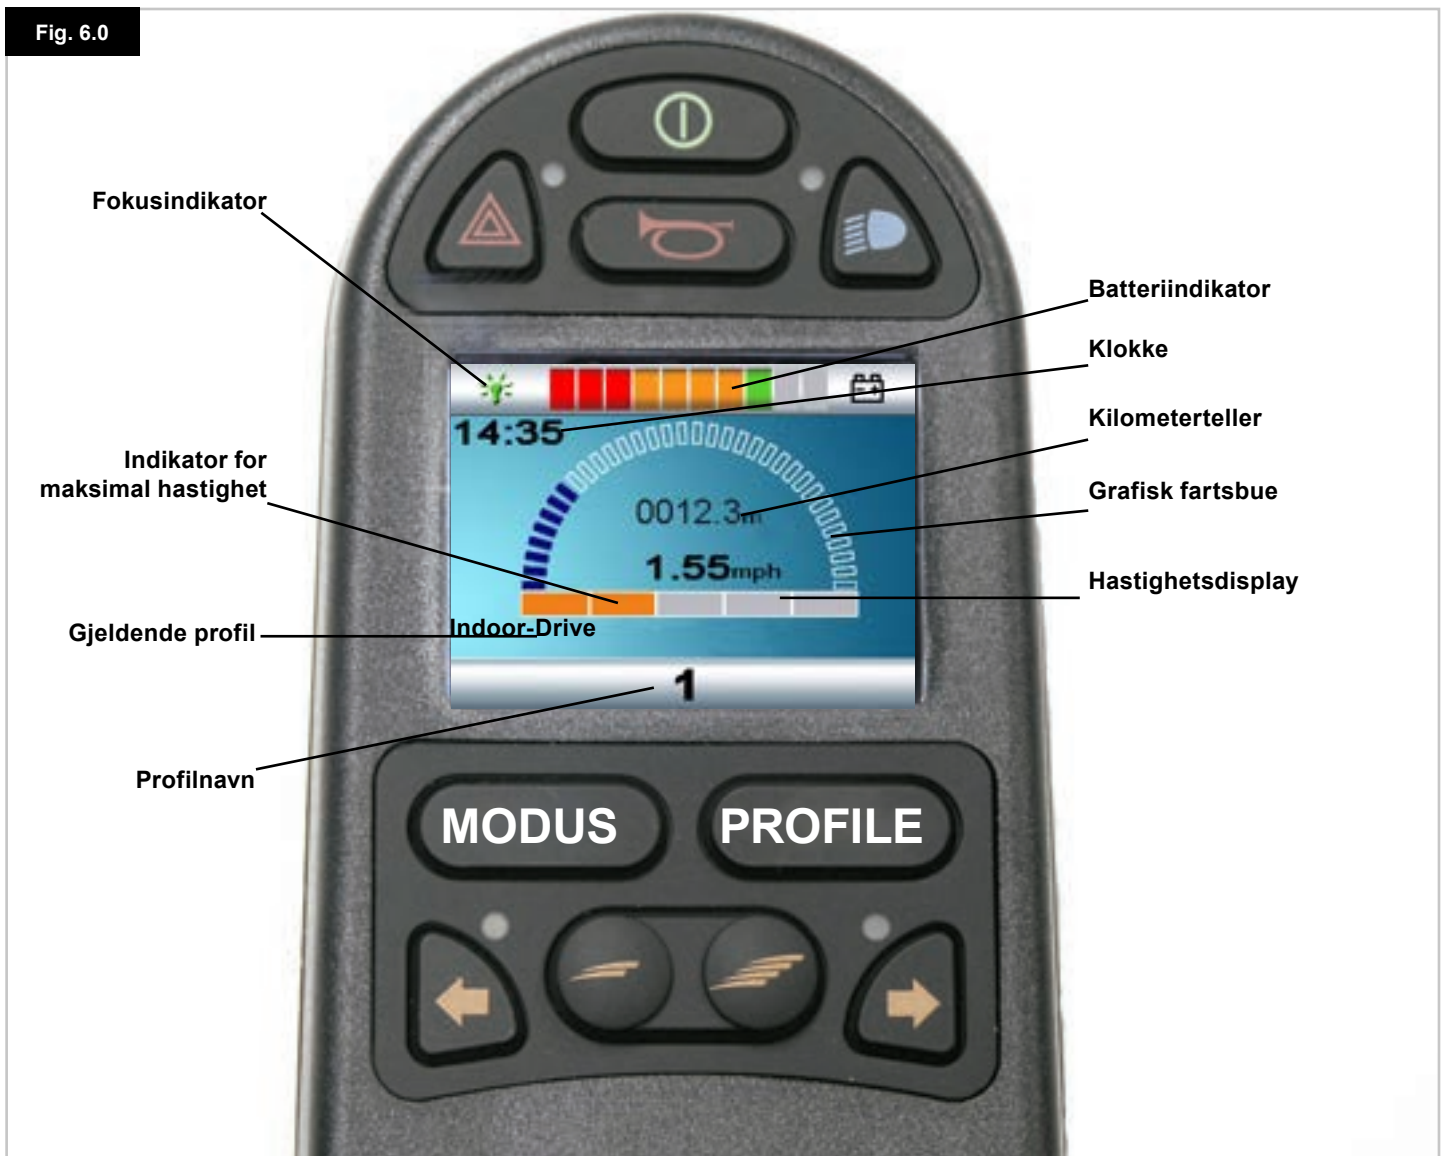 Fig. 6.0
Fokusindikator
Batteriindikator
Klokke
Kilometerteller
Indikator for
maksimal hastighet
Grafisk fartsbue
Hastighetsdisplay
Gjeldende profil
Profilnavn
14:35
0012.3m
1.55mph
Indoor-Drive
1
MODUS
PROFILE